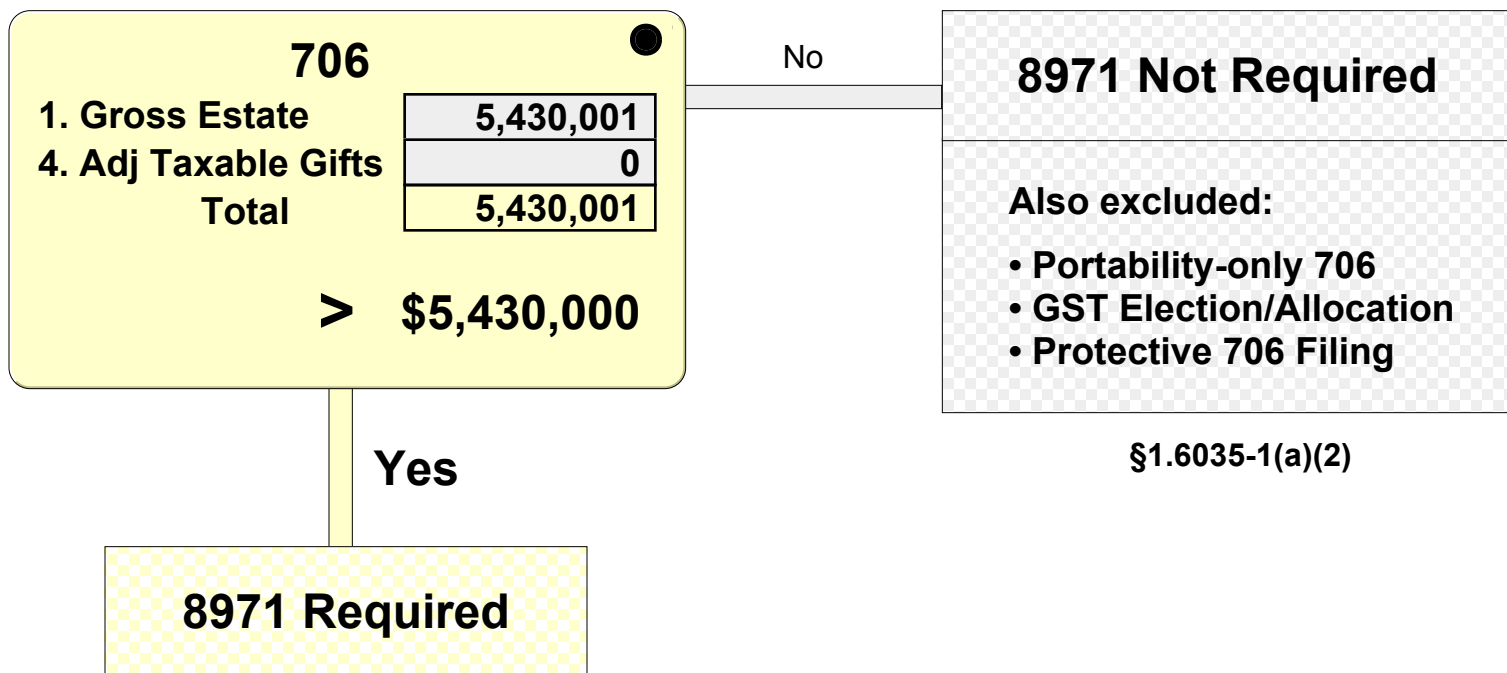 706
1. Gross Estate 5,430,001
4. Adj Taxable Gifts 0
Total 5,430,001
> $5,430,000
No
8971 Not Required
Also excluded:
• Portability-only 706
• GST Election/Allocation
• Protective 706 Filing
§1.6035-1(a)(2)
Yes
8971 Required